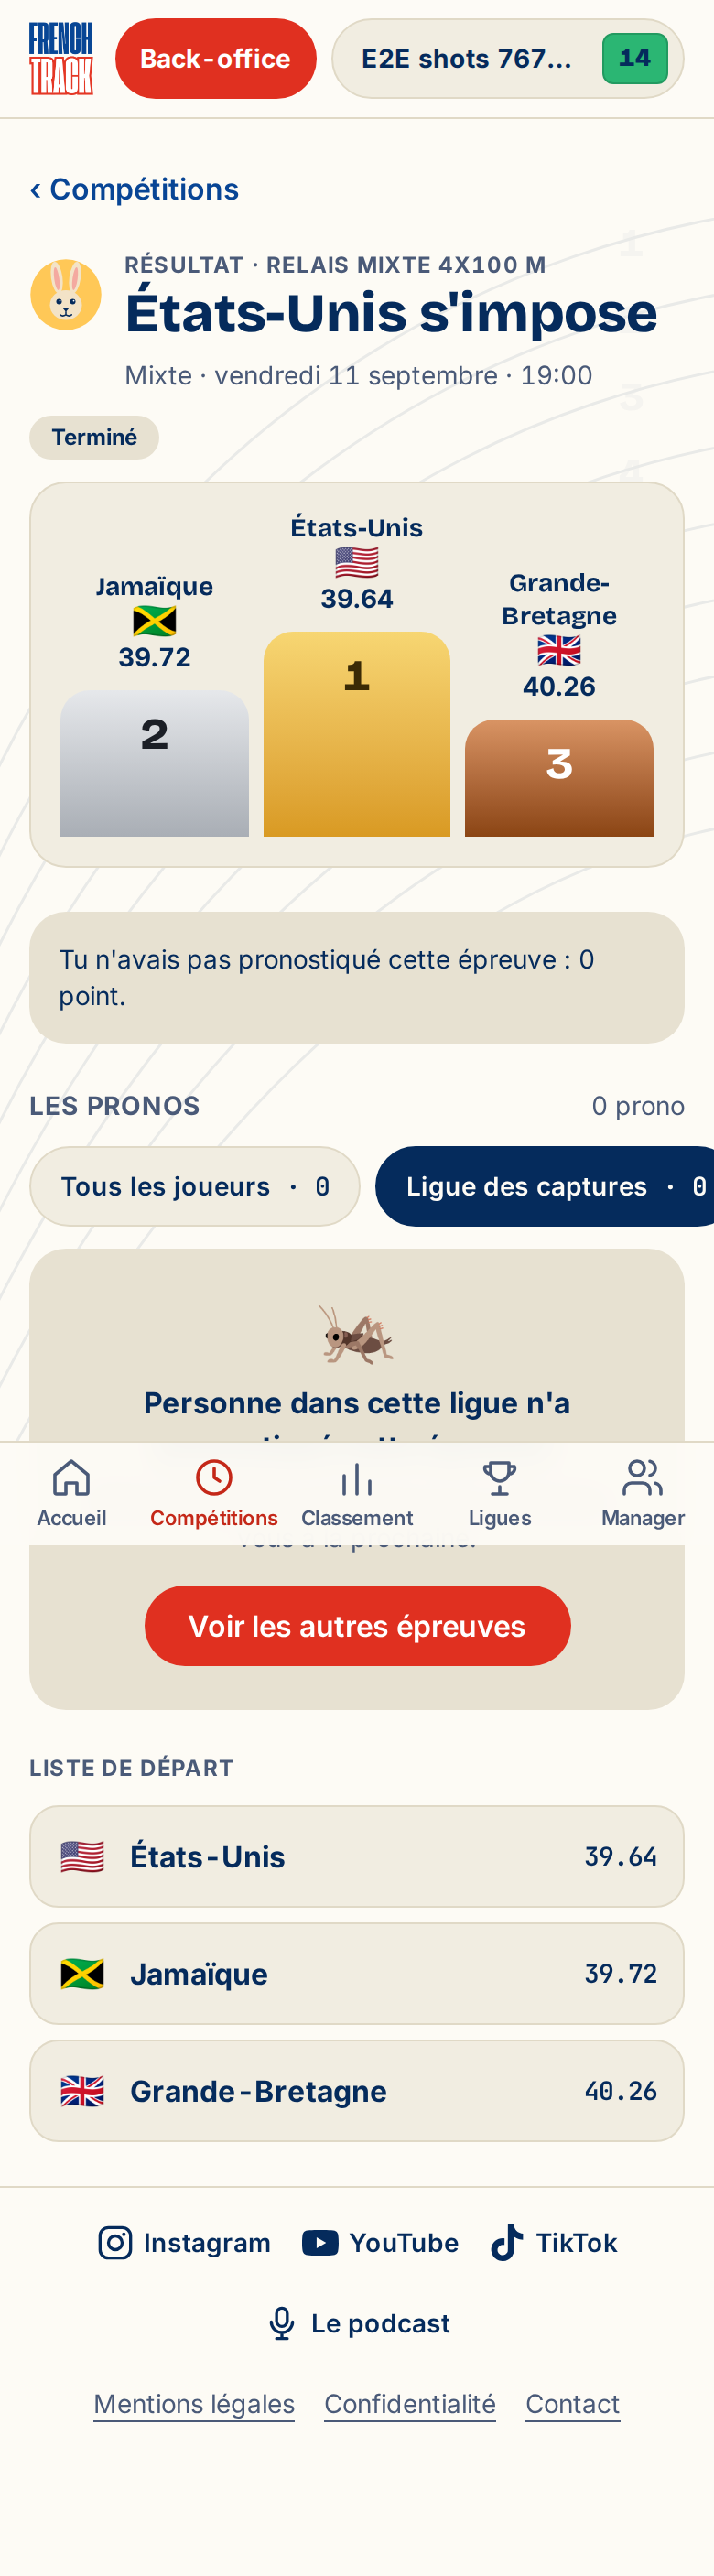 FRENCH
TRACK
Back-office
E2E shots 767...
14
‹ Compétitions
RÉSULTAT · RELAIS MIXTE 4X100 M
États-Unis s'impose
Mixte · vendredi 11 septembre · 19:00
1
3
4
Terminé
États-Unis
39.64
1
Jamaïque
39.72
2
Grande-
Bretagne
40.26
3
Tu n'avais pas pronostiqué cette épreuve : 0
point.
LES PRONOS
0 prono
Tous les joueurs · 0
Ligue des captures · 0
Personne dans cette ligue n'a
Accueil
Compétitions
Classement
Ligues
Manager
Voir les autres épreuves
LISTE DE DÉPART
États-Unis
39.64
Jamaïque
39.72
Grande-Bretagne
40.26
Instagram
YouTube
TikTok
Le podcast
Mentions légales
Confidentialité
Contact